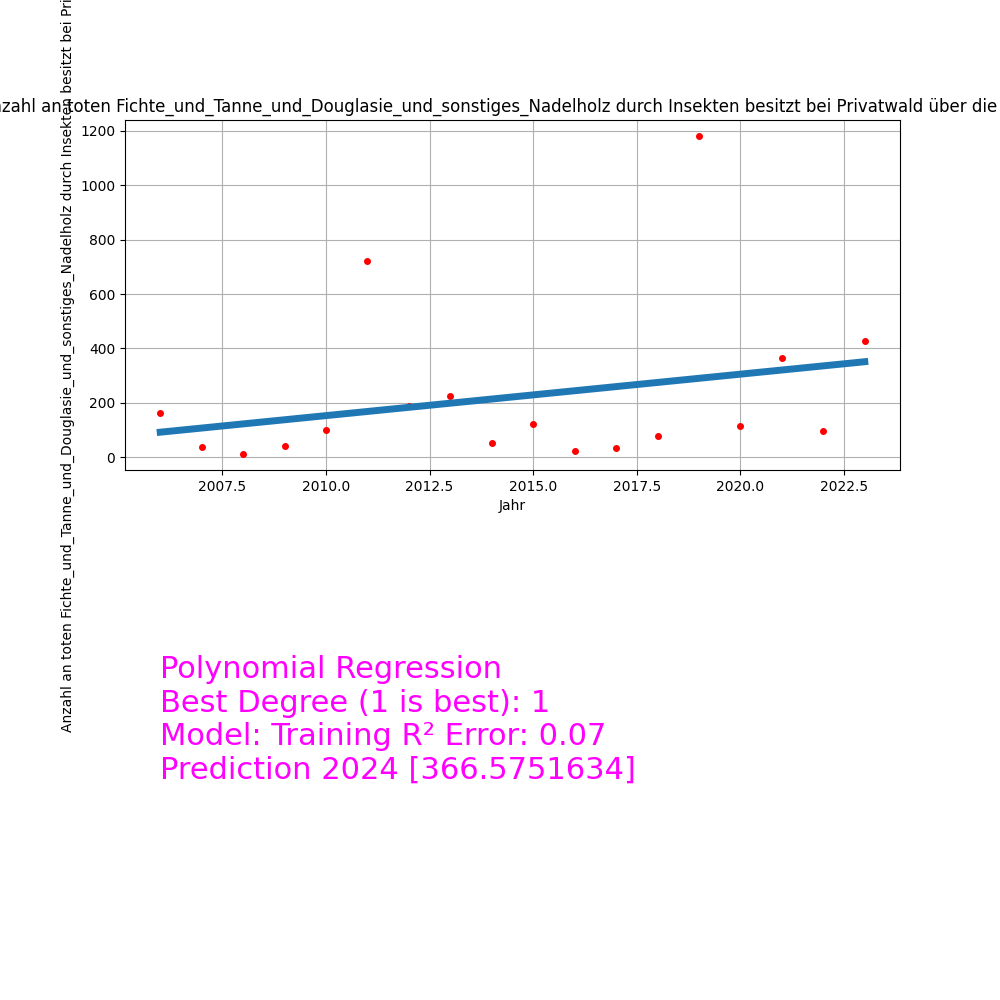 an toten Fichte_und_Tanne_und_Douglasie_und_sonstiges_Nadelholz durch Insekten besitzt bei Privatwald über die
Anzahl an toten Fichte_und_Tanne_und_Douglasie_und_sonstiges_Nadelholz durch Insekten besitzt bei
1200
1000
800
600
400
200
0
2007.5 2010.0 2012.5 2015.0 2017.5 2020.0 2022.5
Jahr
Polynomial Regression
Best Degree (1 is best): 1
Model: Training R² Error: 0.07
Prediction 2024 [366.5751634]